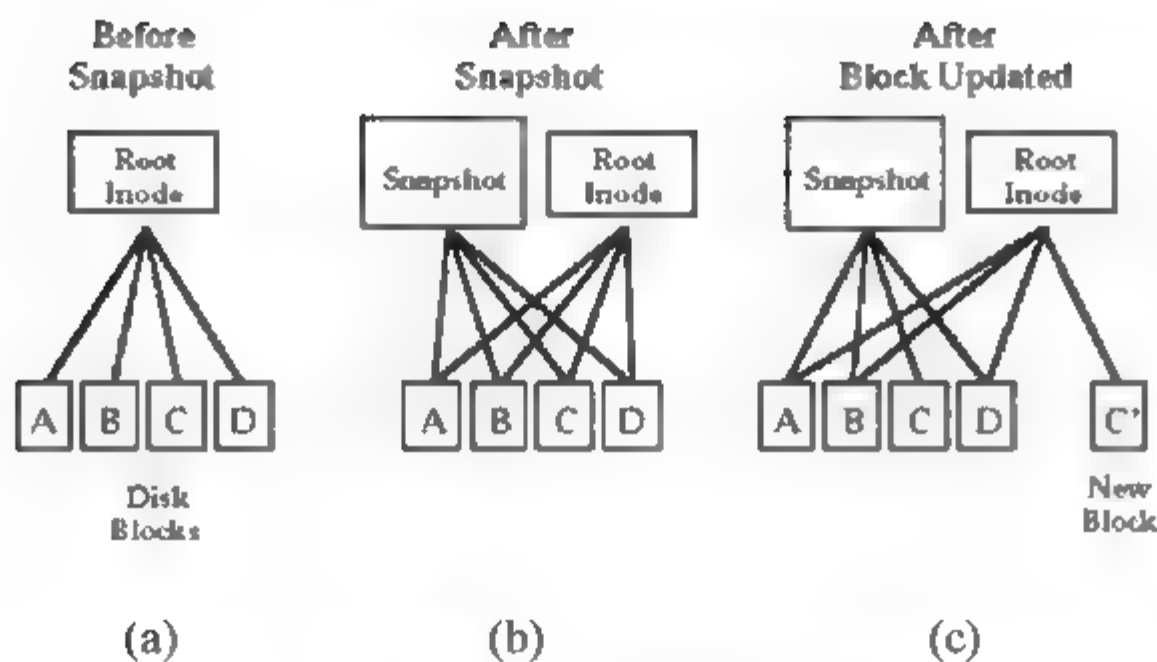 Before
Snapshot
After
Snapshot
After
Block Updated
Root
Inode
Snapshot
Root
Inode
Snapshot
Root
Inode
A B C D
A B C D
A B C D C'
Disk
Blocks
New
Block
(a)
(b)
(c)